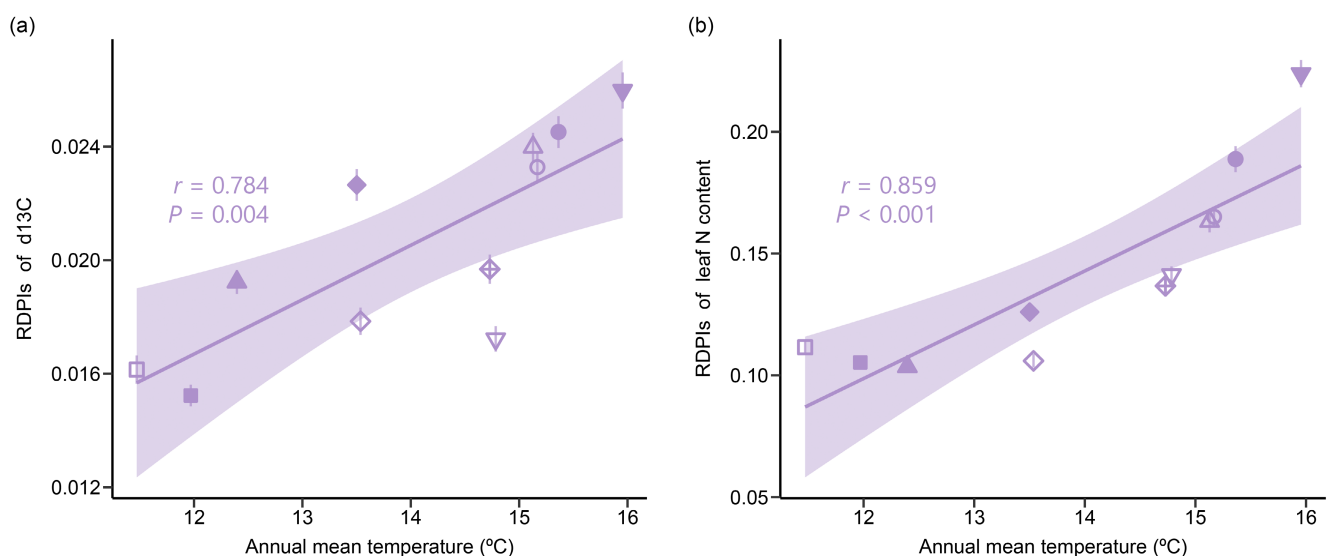 (a)
RDPIs of d13C
0.024
0.020
0.016
0.012
r = 0.784
P = 0.004
12 13 14 15 16
Annual mean temperature (ºC)
(b)
RDPIs of leaf N content
0.20
0.15
0.10
0.05
r = 0.859
P < 0.001
12 13 14 15 16
Annual mean temperature (ºC)